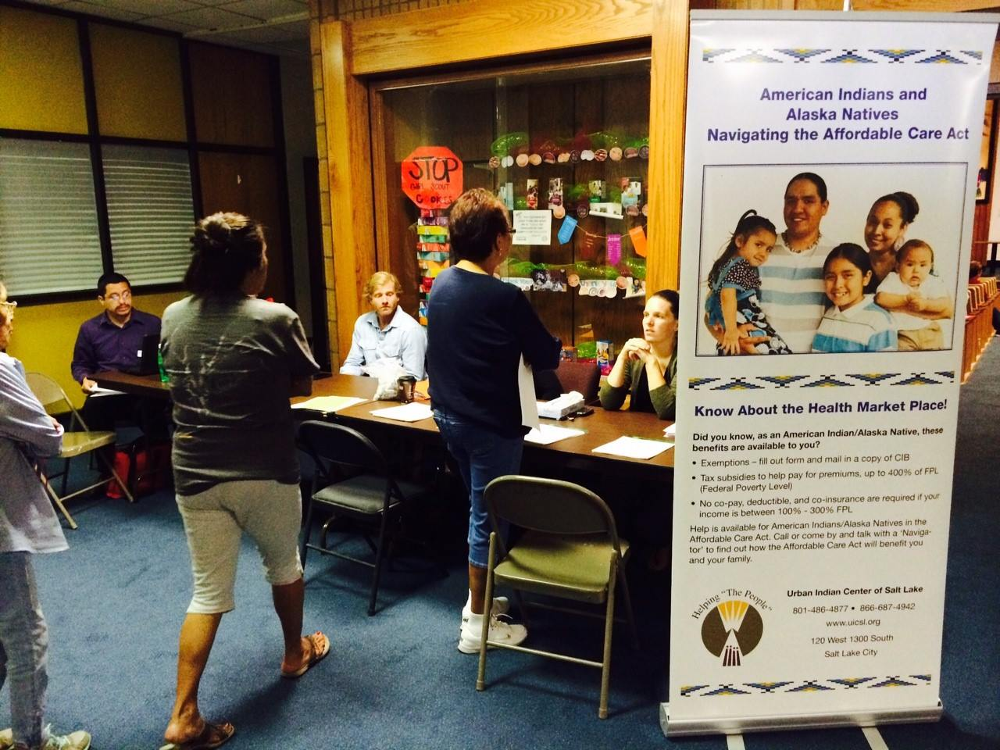 STOP
GIRL SCOUT
COOKIES
American Indians and
Alaska Natives
Navigating the Affordable Care Act
Know About the Health Market Place!
Did you know, as an American Indian/Alaska Native, these
benefits are available to you?
• Exemptions – fill out form and mail in a copy of CIB
• Tax subsidies to help pay for premiums, up to 400% of FPL
(Federal Poverty Level)
• No co-pay, deductible, and co-insurance are required if your
income is between 100% - 300% FPL
Help is available for American Indians/Alaska Natives in the
Affordable Care Act. Call or come by and talk with a ‘Naviga-
tor’ to find out how the Affordable Care Act will benefit you
and your family.
Helping "The People"
Urban Indian Center of Salt Lake
801-486-4877 • 866-687-4942
www.uicsl.org
120 West 1300 South
Salt Lake City